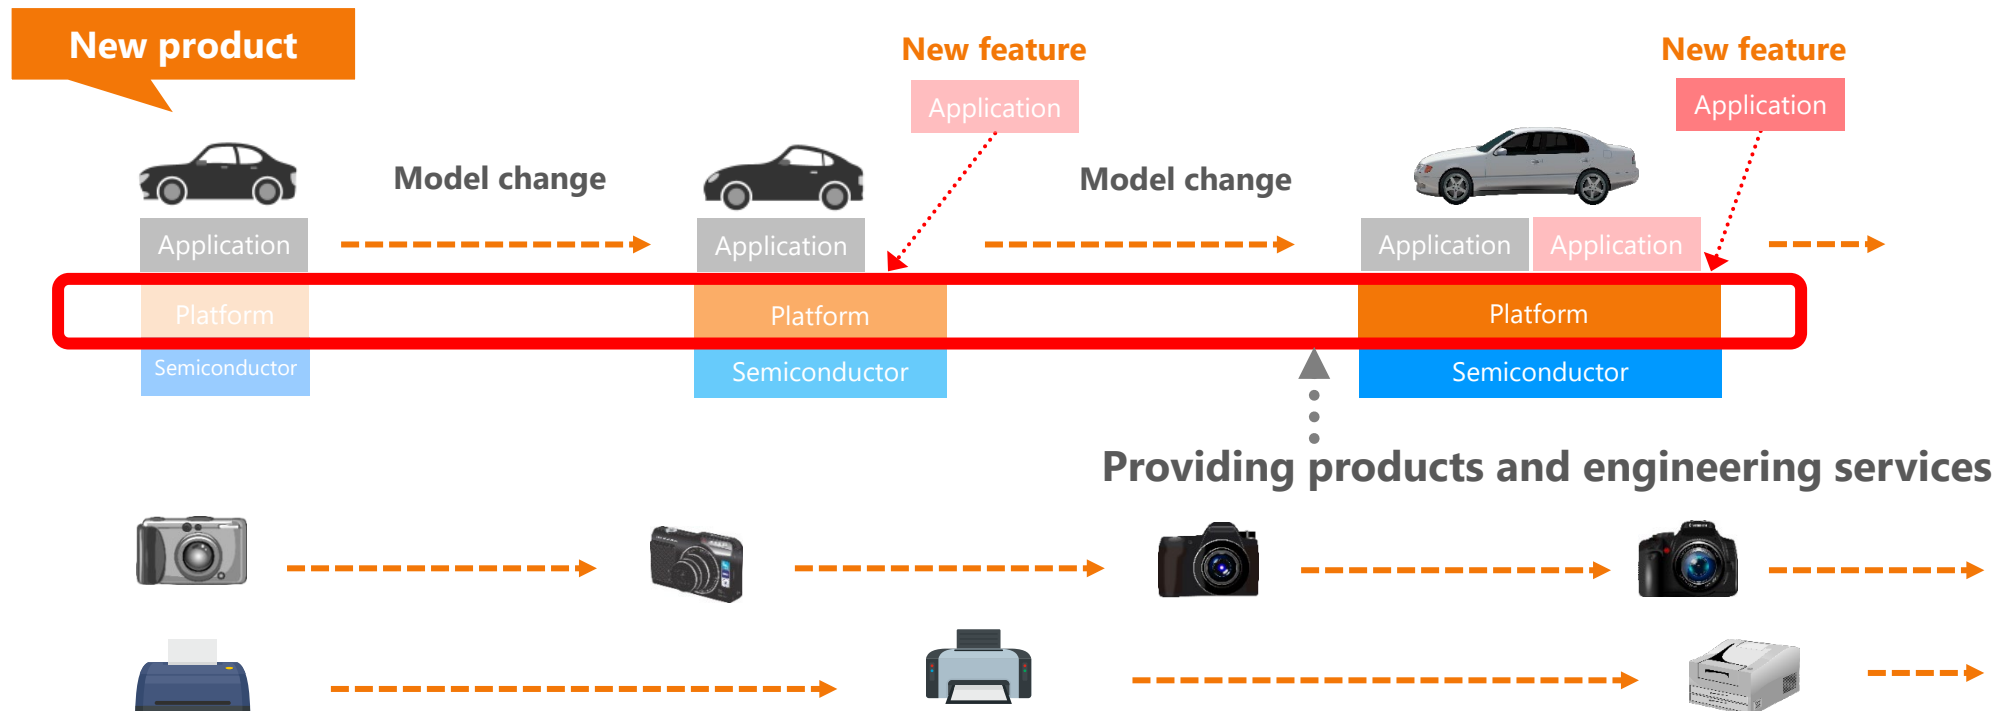 New product
New feature
New feature
Application
Application
Model change
Model change
Application
Application
Application
Application
Platform
Platform
Platform
Semiconductor
Semiconductor
Semiconductor
Providing products and engineering services